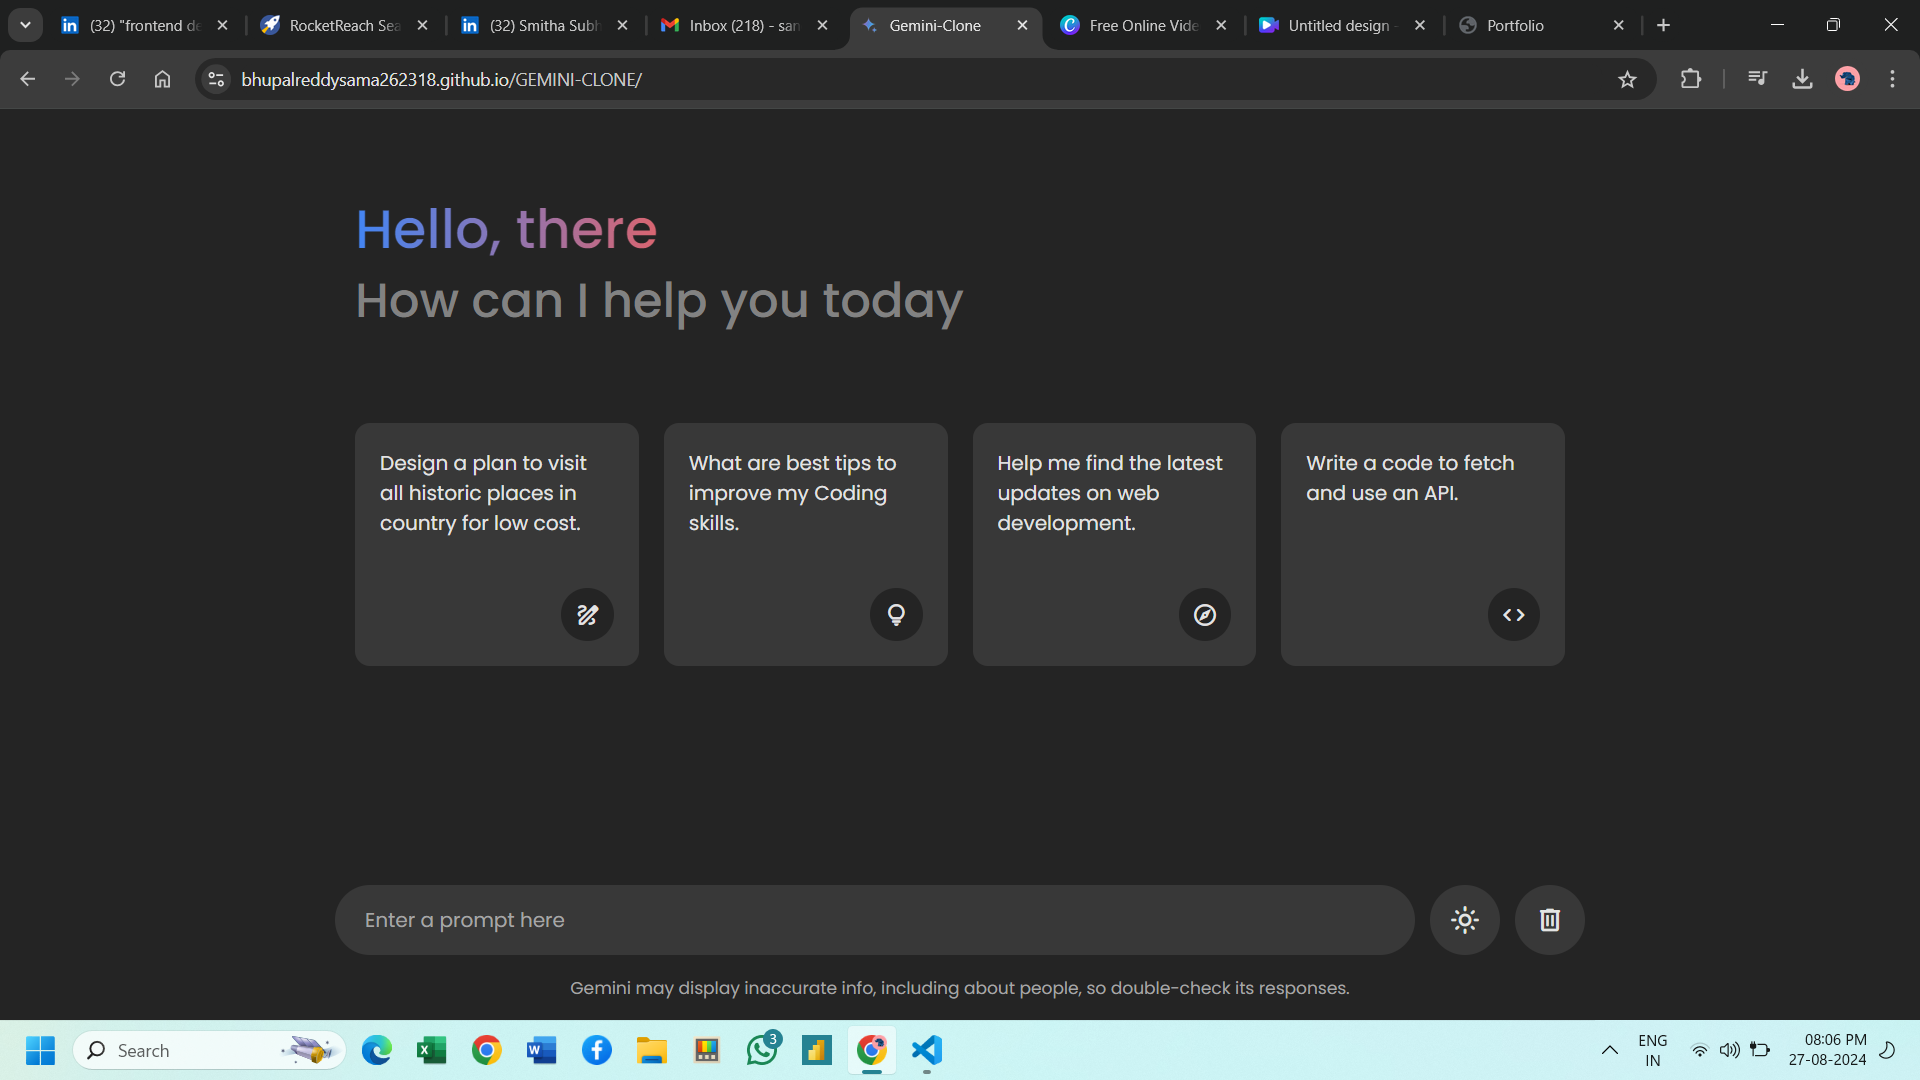 (32) "frontend de
RocketReach Sea
(32) Smitha Subh
Inbox (218) - san
Gemini-Clone
Free Online Vide
Untitled design -
Portfolio
bhupalreddysama262318.github.io/GEMINI-CLONE/
Hello, there
How can I help you today
Design a plan to visit
all historic places in
country for low cost.
What are best tips to
improve my Coding
skills.
Help me find the latest
updates on web
development.
Write a code to fetch
and use an API.
Enter a prompt here
Gemini may display inaccurate info, including about people, so double-check its responses.
Search
3
ENG
IN
08:06 PM
27-08-2024